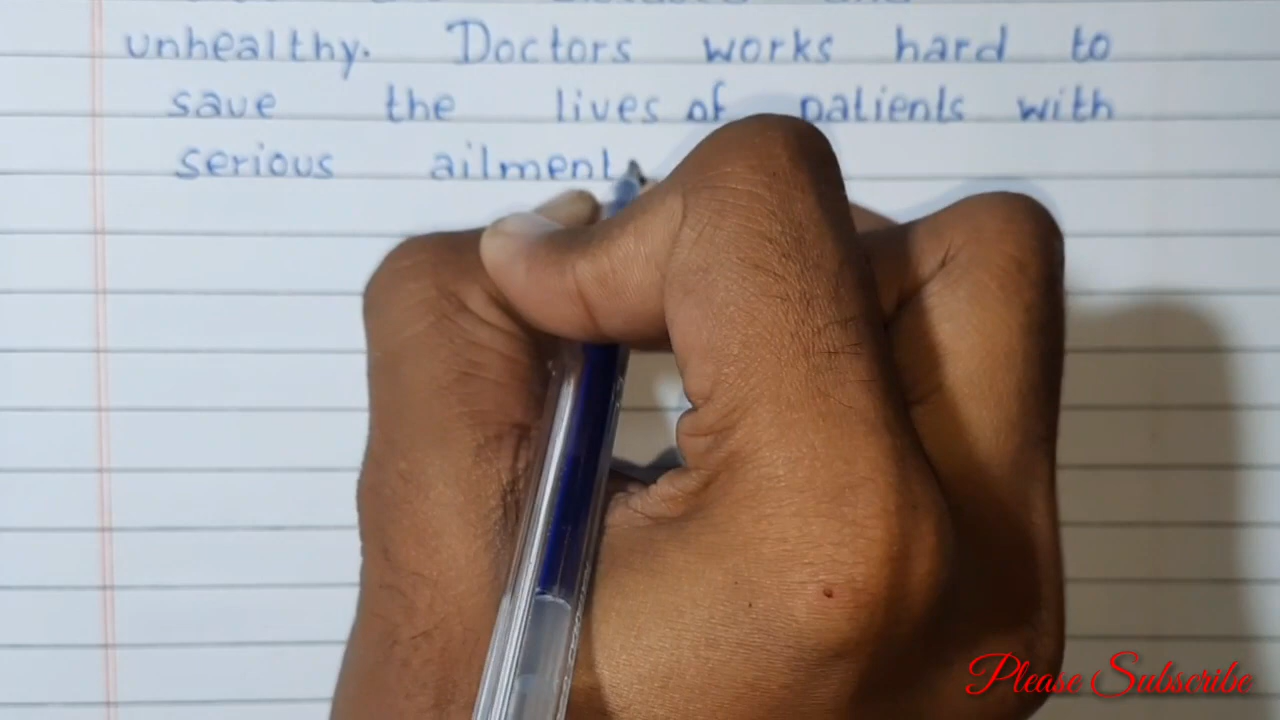 unhealthy. Doctors works hard to
save the lives of patients with
serious ailment
Please Subscribe